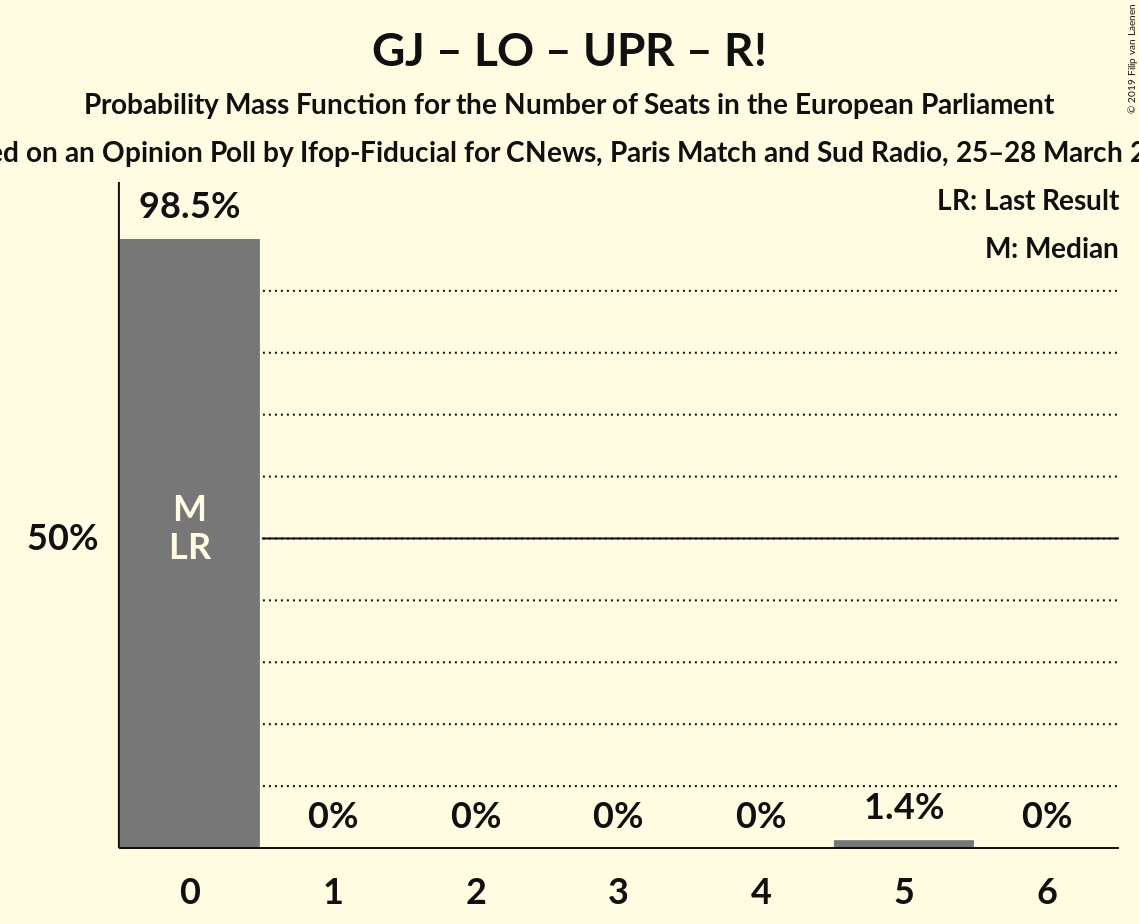 GJ – LO – UPR – R!
Probability Mass Function for the Number of Seats in the European Parliament
on an Opinion Poll by Ifop-Fiducial for CNews, Paris Match and Sud Radio, 25–28 March
© 2019 Filip van Laenen
LR: Last Result
M: Median
98.5%
M
LR
50%
0% 0% 0% 0% 1.4% 0%
0 1 2 3 4 5 6